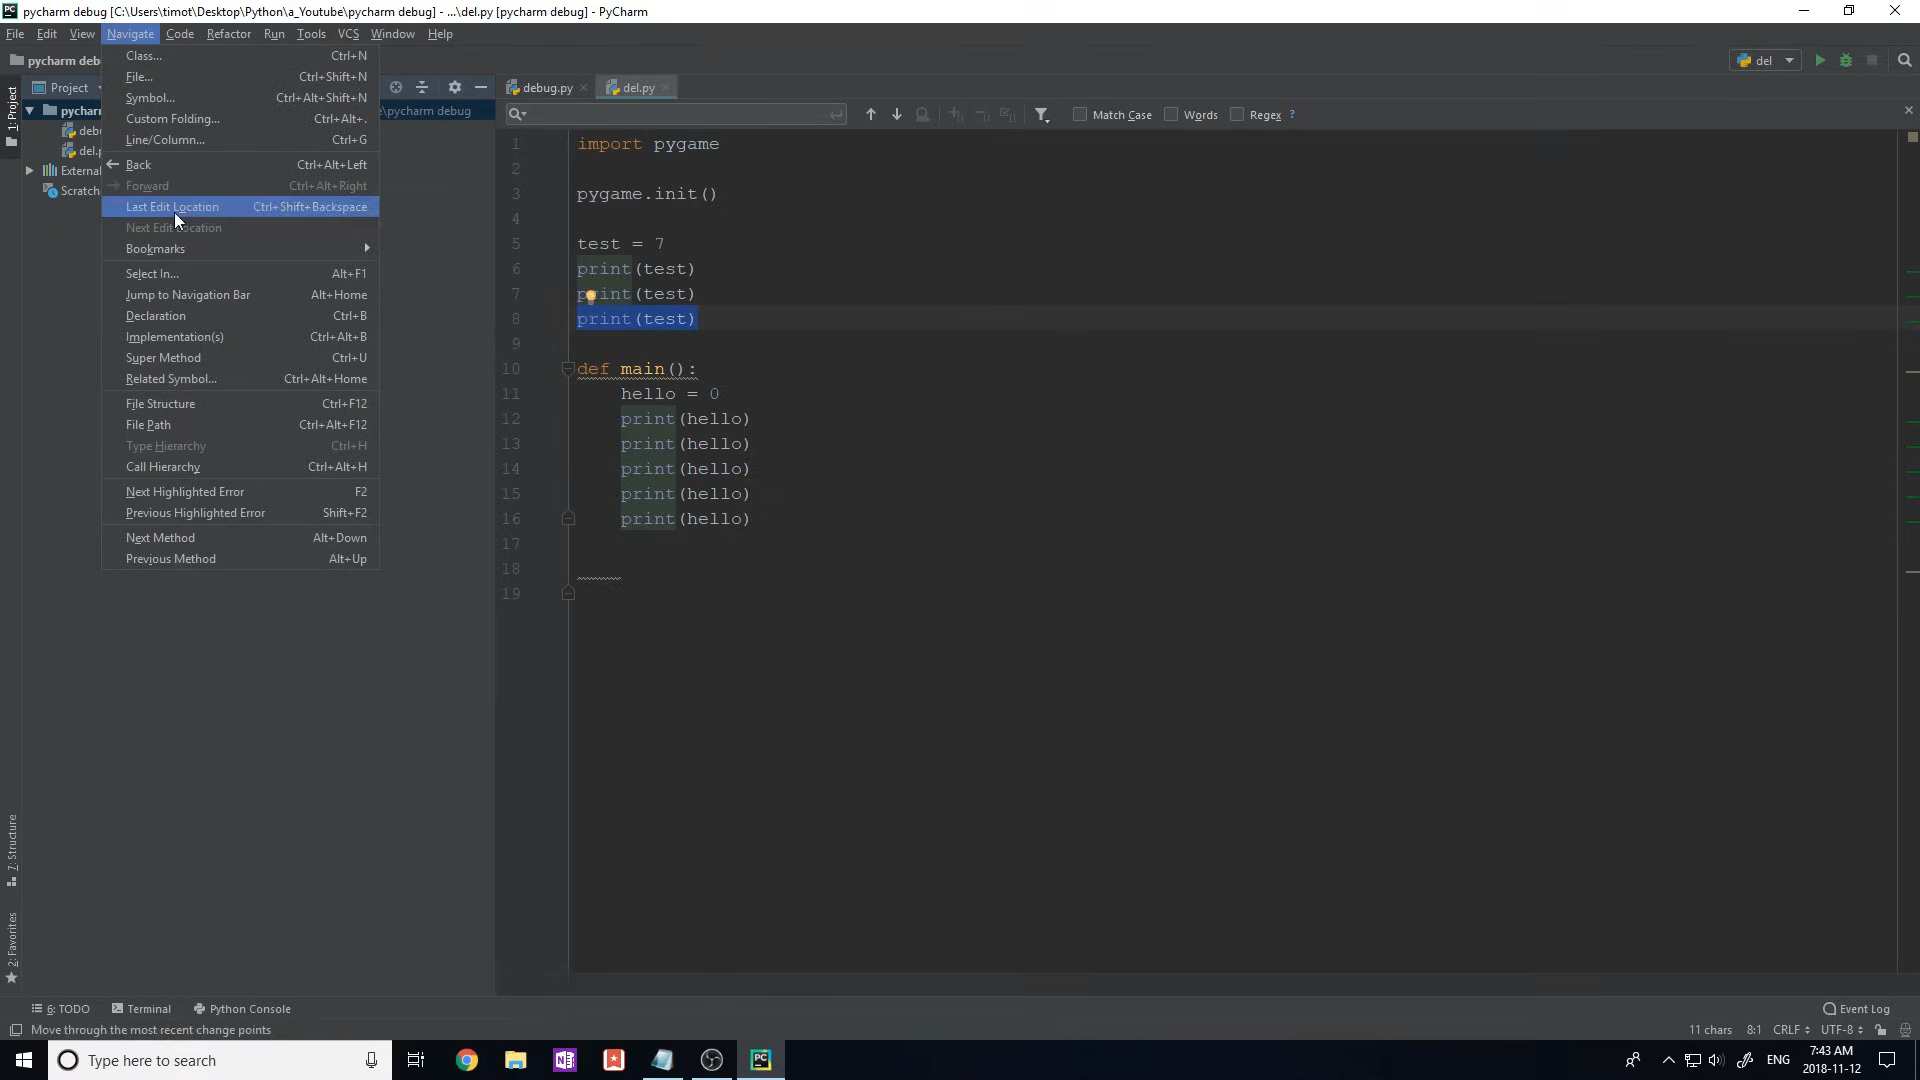 PC pycharm debug [C:\Users\timot\Desktop\Python\a_Youtube\pycharm debug] - ...\del.py [pycharm debug] - PyCharm
File Edit View Navigate Code Refactor Run Tools VCS Window Help
pycharm deb
del
Class... Ctrl+N
File... Ctrl+Shift+N
Symbol... Ctrl+Alt+Shift+N
Custom Folding... Ctrl+Alt+.
Line/Column... Ctrl+G
Back Ctrl+Alt+Left
Forward Ctrl+Alt+Right
Last Edit Location Ctrl+Shift+Backspace
Next Edit Location
Bookmarks
Select In... Alt+F1
Jump to Navigation Bar Alt+Home
Declaration Ctrl+B
Implementation(s) Ctrl+Alt+B
Super Method Ctrl+U
Related Symbol... Ctrl+Alt+Home
File Structure Ctrl+F12
File Path Ctrl+Alt+F12
Type Hierarchy Ctrl+H
Call Hierarchy Ctrl+Alt+H
Next Highlighted Error F2
Previous Highlighted Error Shift+F2
Next Method Alt+Down
Previous Method Alt+Up
1: Project
Project
pycharm
\pycharm debug
debu
del.p
External
Scratch
7: Structure
2: Favorites
debug.py del.py
Match Case Words Regex ?
1 import pygame
2
3 pygame.init()
4
5 test = 7
6 print(test)
7 print(test)
8 print(test)
9
10 def main():
11 hello = 0
12 print(hello)
13 print(hello)
14 print(hello)
15 print(hello)
16 print(hello)
17
18
19
6: TODO Terminal Python Console Event Log
Move through the most recent change points 11 chars 8:1 CRLF UTF-8
Type here to search
N
PC
ENG
7:43 AM
2018-11-12